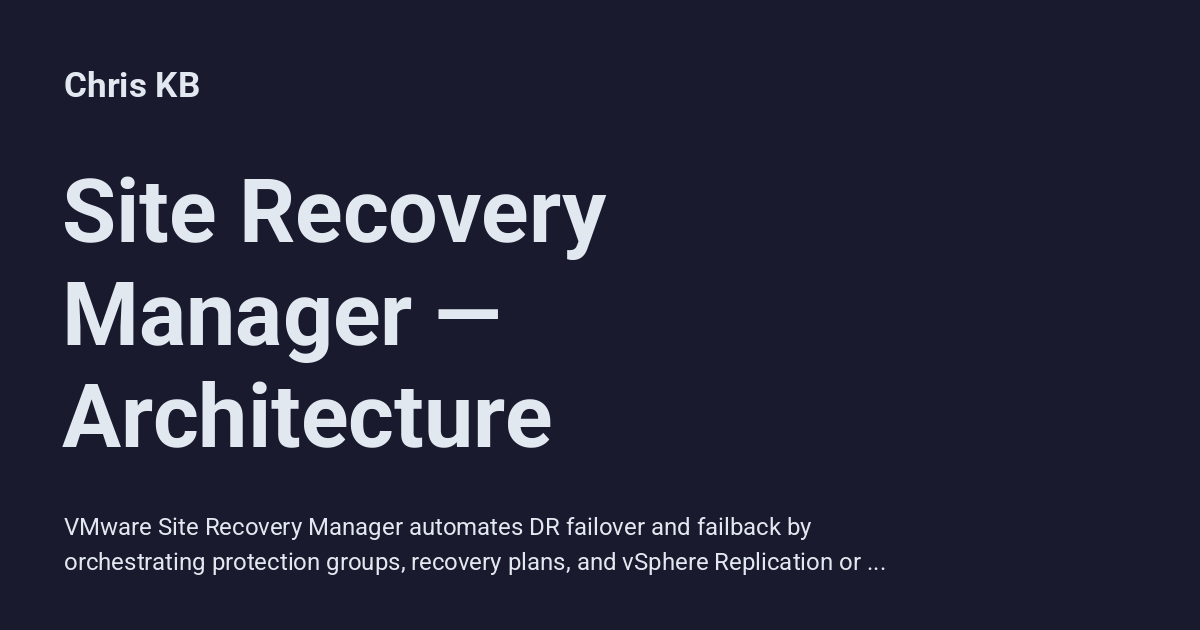 Chris KB
Site Recovery
Manager —
Architecture
VMware Site Recovery Manager automates DR failover and failback by
orchestrating protection groups, recovery plans, and vSphere Replication or ...